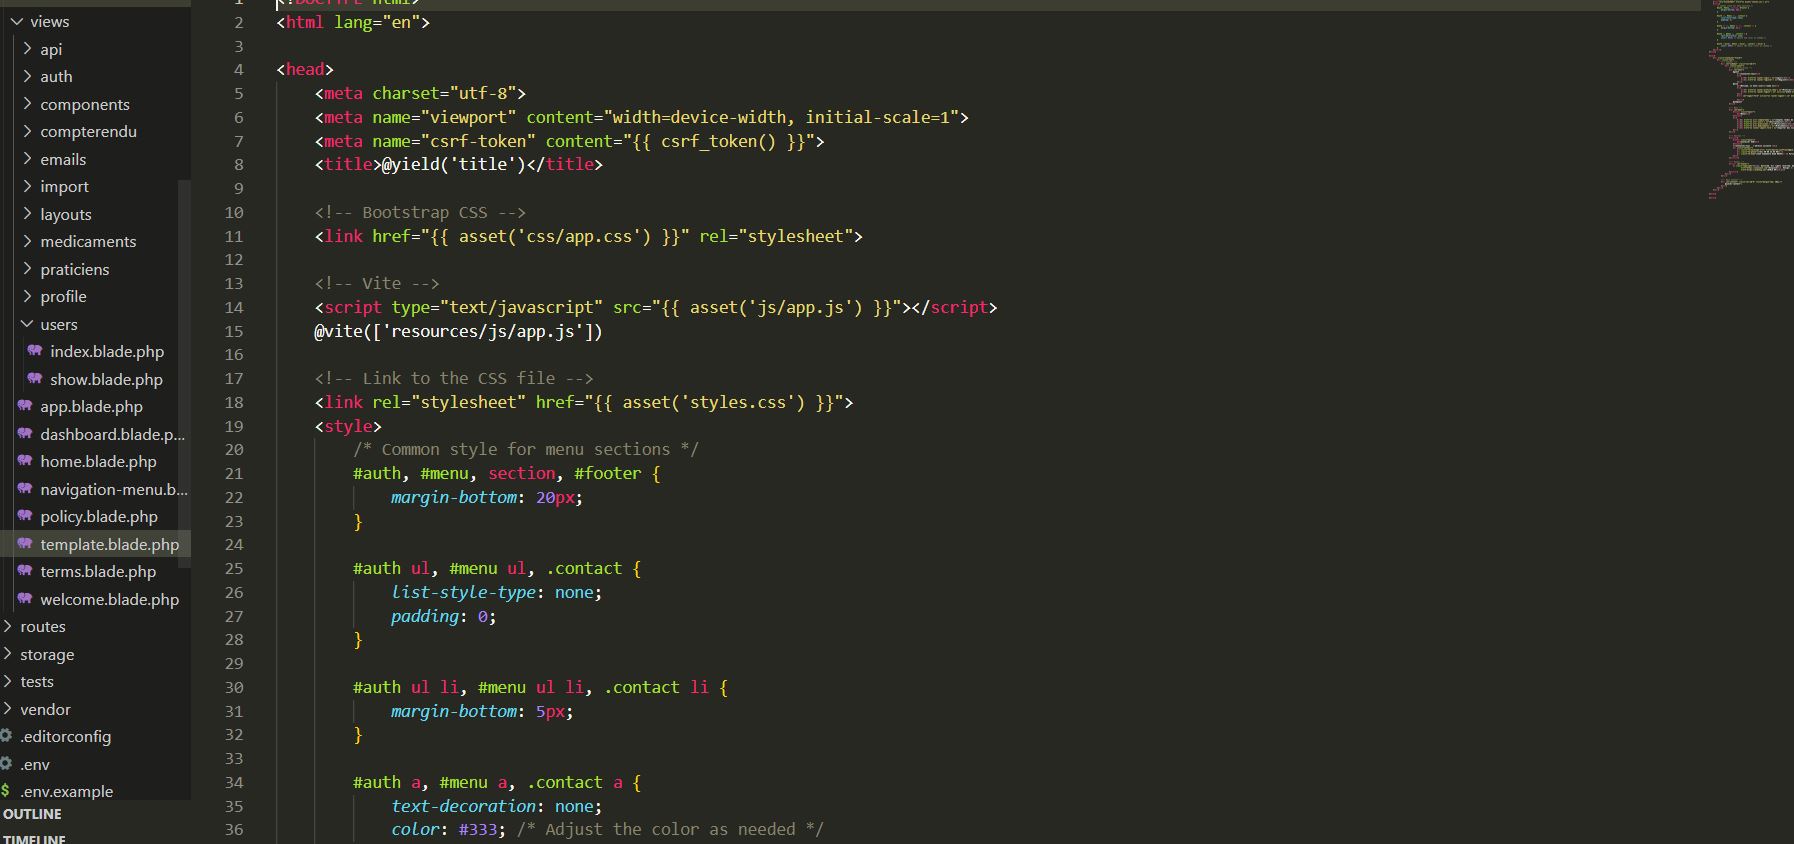 views
api
auth
components
compterendu
emails
import
layouts
medicaments
praticiens
profile
users
index.blade.php
show.blade.php
app.blade.php
dashboard.blade.p...
home.blade.php
navigation-menu.b...
policy.blade.php
template.blade.php
terms.blade.php
welcome.blade.php
routes
storage
tests
vendor
.editorconfig
.env
$ .env.example
OUTLINE
TIMELINE
1 <!DOCTYPE html>
2 <html lang="en">
3
4 <head>
5 <meta charset="utf-8">
6 <meta name="viewport" content="width=device-width, initial-scale=1">
7 <meta name="csrf-token" content="{{ csrf_token() }}">
8 <title>@yield('title')</title>
9
10 <!-- Bootstrap CSS -->
11 <link href="{{ asset('css/app.css') }}" rel="stylesheet">
12
13 <!-- Vite -->
14 <script type="text/javascript" src="{{ asset('js/app.js') }}"></script>
15 @vite(['resources/js/app.js'])
16
17 <!-- Link to the CSS file -->
18 <link rel="stylesheet" href="{{ asset('styles.css') }}">
19 <style>
20 /* Common style for menu sections */
21 #auth, #menu, section, #footer {
22 margin-bottom: 20px;
23 }
24
25 #auth ul, #menu ul, .contact {
26 list-style-type: none;
27 padding: 0;
28 }
29
30 #auth ul li, #menu ul li, .contact li {
31 margin-bottom: 5px;
32 }
33
34 #auth a, #menu a, .contact a {
35 text-decoration: none;
36 color: #333; /* Adjust the color as needed */